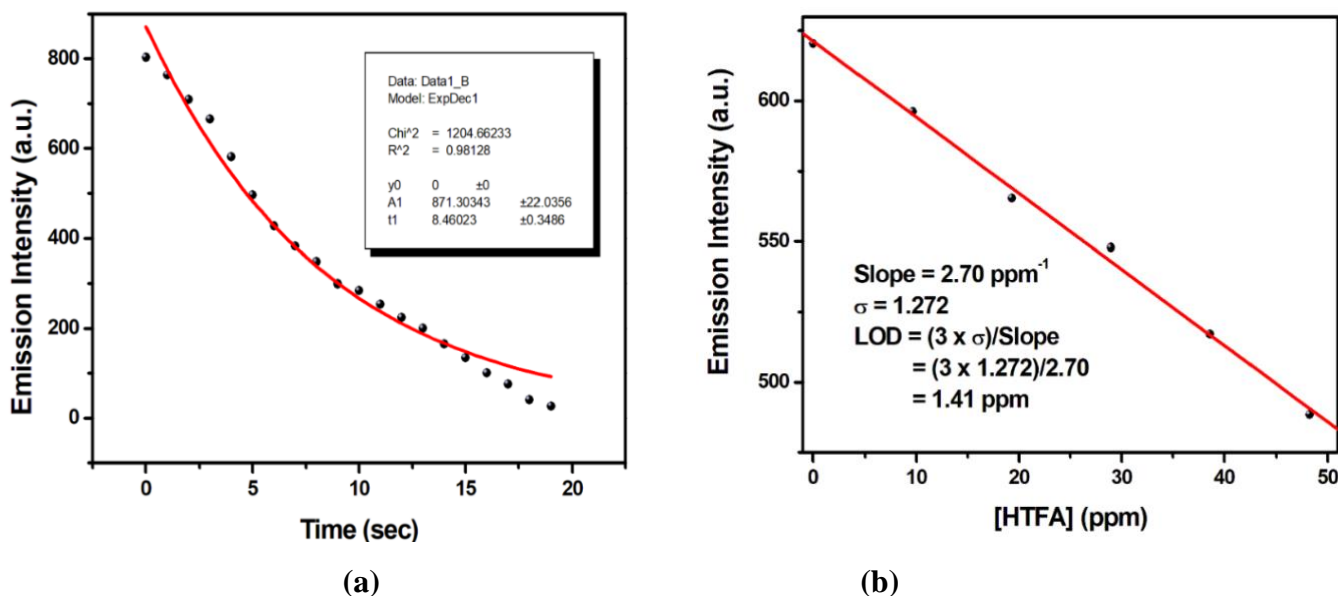 Emission Intensity (a.u.)
800
600
400
200
0
Data: Data1_B
Model: ExpDec1
Chi^2 = 1204.66233
R^2 = 0.98128
y0 0 ±0
A1 871.30343 ±22.0356
t1 8.46023 ±0.3486
0 5 10 15 20
Time (sec)
(a)
Emission Intensity (a.u.)
600
550
500
Slope = 2.70 ppm⁻¹
σ = 1.272
LOD = (3 x σ)/Slope
= (3 x 1.272)/2.70
= 1.41 ppm
0 10 20 30 40 50
[HTFA] (ppm)
(b)